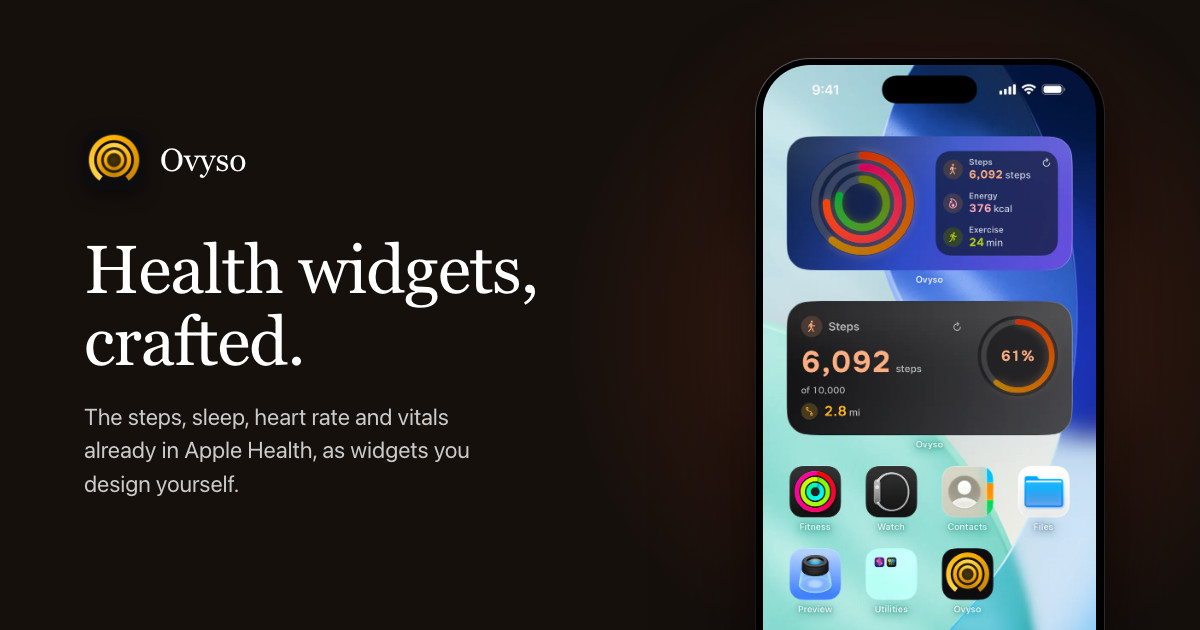 Ovyso
Health widgets,
crafted.
The steps, sleep, heart rate and vitals
already in Apple Health, as widgets you
design yourself.
9:41
Steps
6,092 steps
Energy
376 kcal
Exercise
24 min
Ovyso
Steps
6,092 steps
of 10,000
2.8 mi
61%
Ovyso
Fitness Watch Contacts Files
Preview Utilities Ovyso